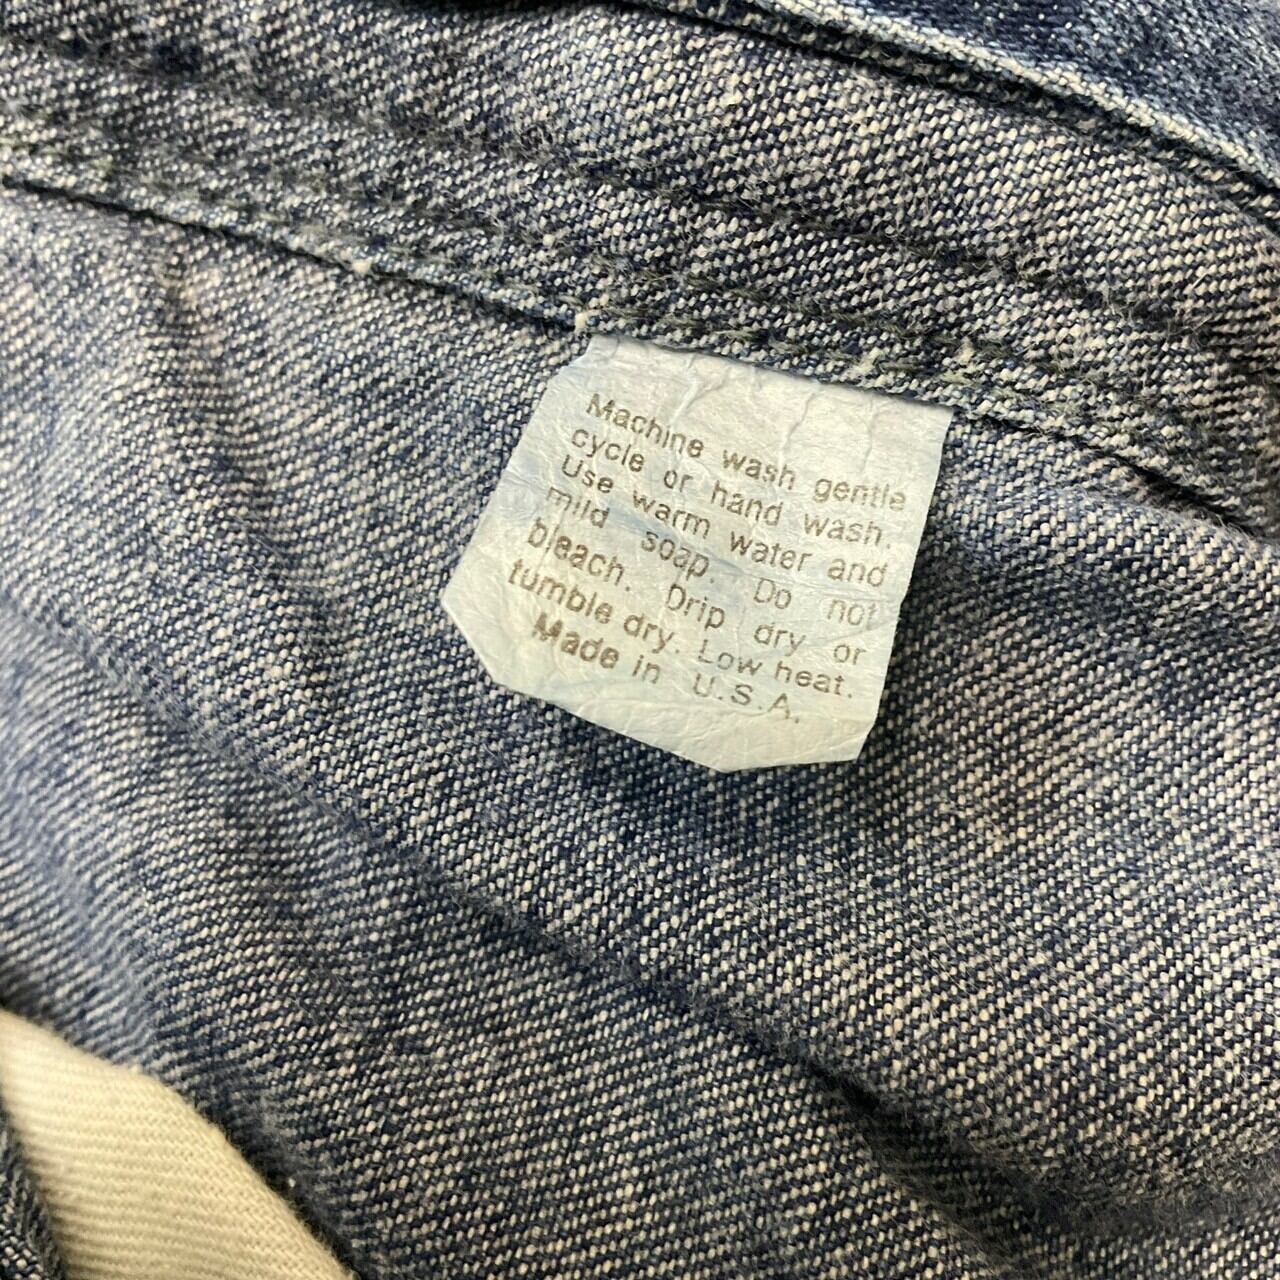 Machine wash gentle
cycle or hand wash.
Use warm water and
mild soap. Do not
bleach. Drip dry or
tumble dry. Low heat.
Made in U.S.A.